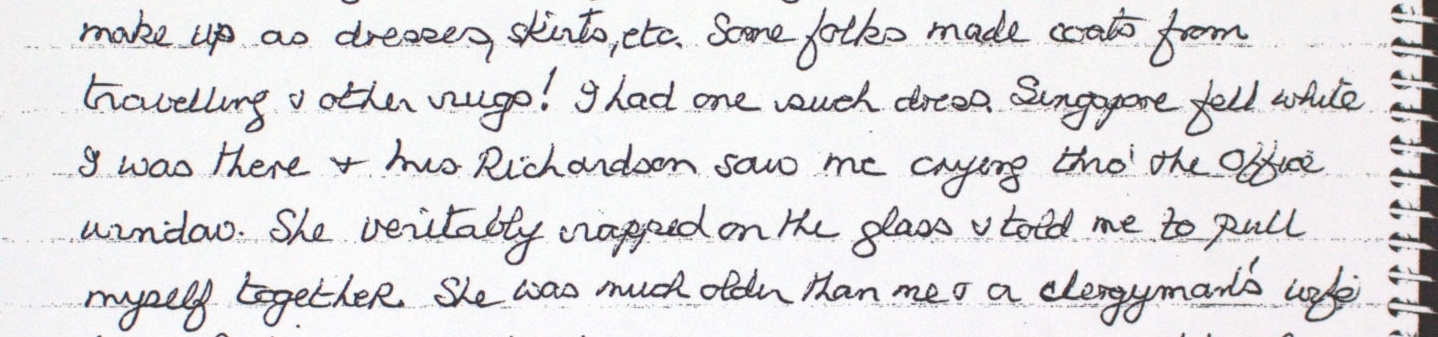 make up as dresses, skirts, etc. Some folks made coats from
travelling & other rugs! I had one such dress. Singapore fell while
I was there & Mrs Richardson saw me crying thro' the Office
window. She veritably rapped on the glass & told me to pull
myself together. She was much older than me & a clergyman's wife